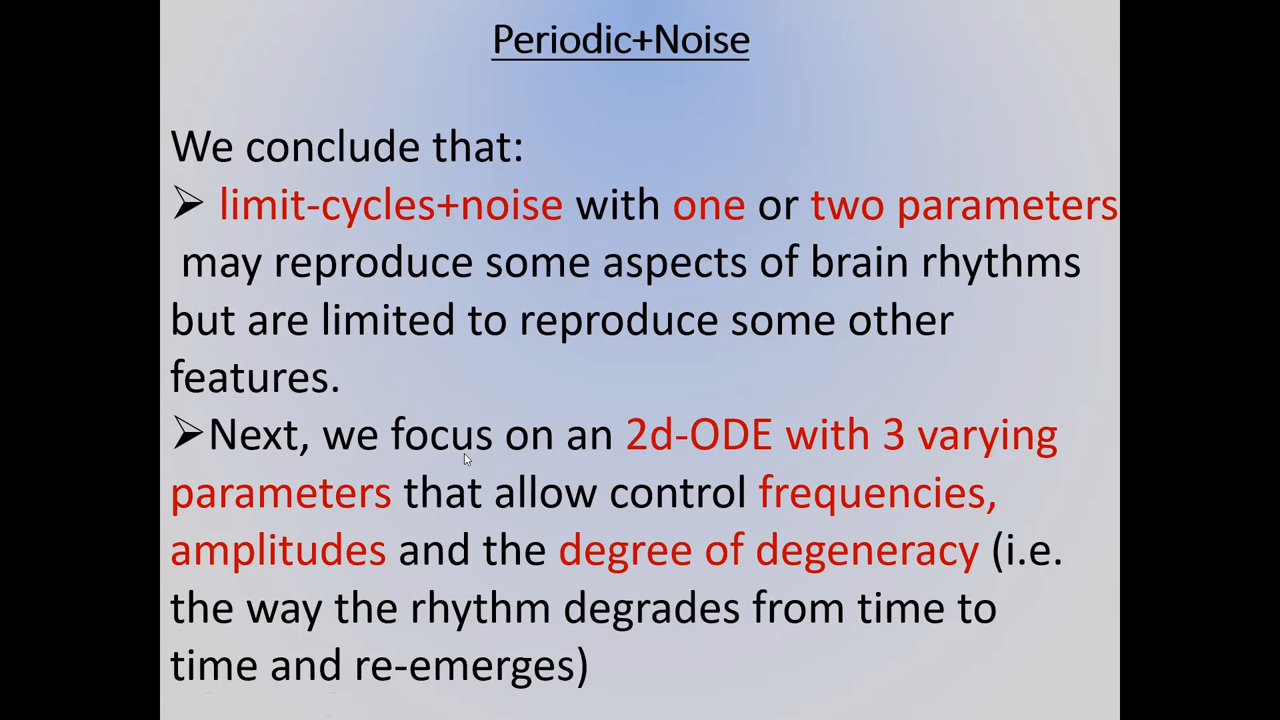 Periodic+Noise
We conclude that:
➢ limit-cycles+noise with one or two parameters
may reproduce some aspects of brain rhythms
but are limited to reproduce some other
features.
➢Next, we focus on an 2d-ODE with 3 varying
parameters that allow control frequencies,
amplitudes and the degree of degeneracy (i.e.
the way the rhythm degrades from time to
time and re-emerges)